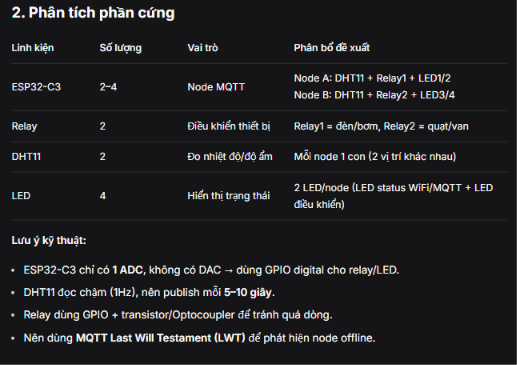 2. Phân tích phần cứng
Linh kiện Số lượng Vai trò Phân bổ đề xuất
ESP32-C3 2–4 Node MQTT Node A: DHT11 + Relay1 + LED1/2
Node B: DHT11 + Relay2 + LED3/4
Relay 2 Điều khiển thiết bị Relay1 = đèn/bơm, Relay2 = quạt/van
DHT11 2 Đo nhiệt độ/độ ẩm Mỗi node 1 con (2 vị trí khác nhau)
LED 4 Hiển thị trạng thái 2 LED/node (LED status WiFi/MQTT + LED
điều khiển)
Lưu ý kỹ thuật:
• ESP32-C3 chỉ có 1 ADC, không có DAC → dùng GPIO digital cho relay/LED.
• DHT11 đọc chậm (1Hz), nên publish mỗi 5–10 giây.
• Relay dùng GPIO + transistor/Optocoupler để tránh quá dòng.
• Nên dùng MQTT Last Will Testament (LWT) để phát hiện node offline.